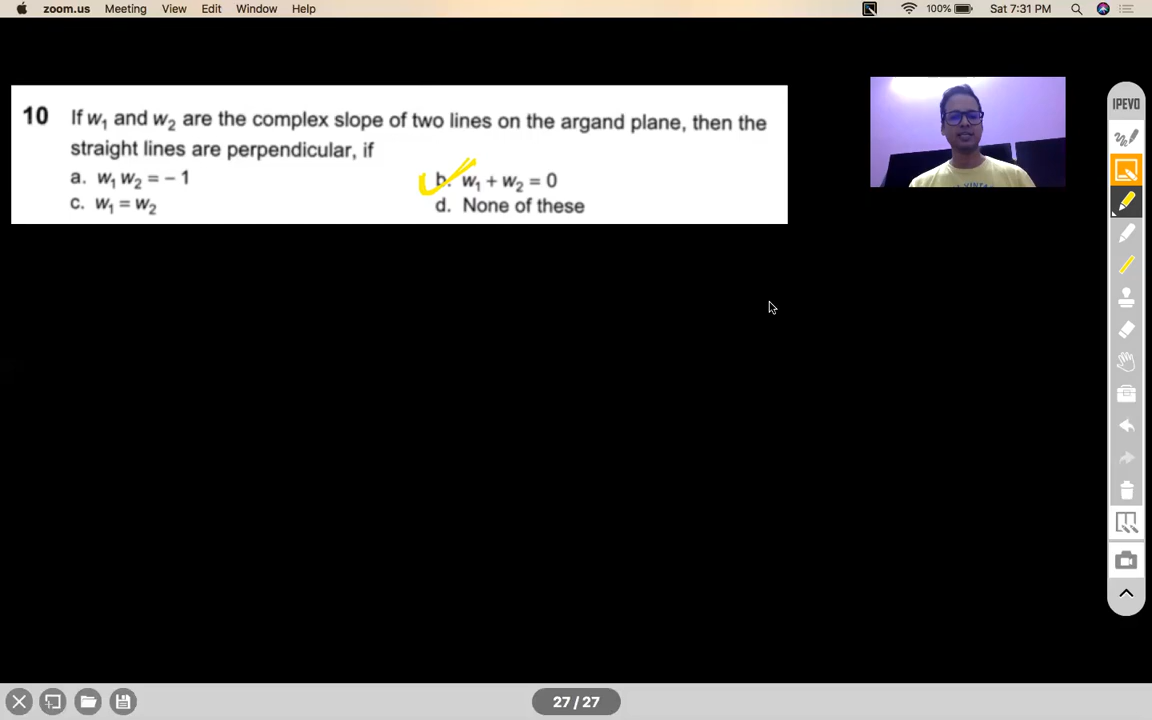 zoom.us Meeting View Edit Window Help 100% Sat 7:31 PM
10 If w₁ and w₂ are the complex slope of two lines on the argand plane, then the
straight lines are perpendicular, if
a. w₁ w₂ = – 1 b. w₁ + w₂ = 0
c. w₁ = w₂ d. None of these
IPEVO
27 / 27